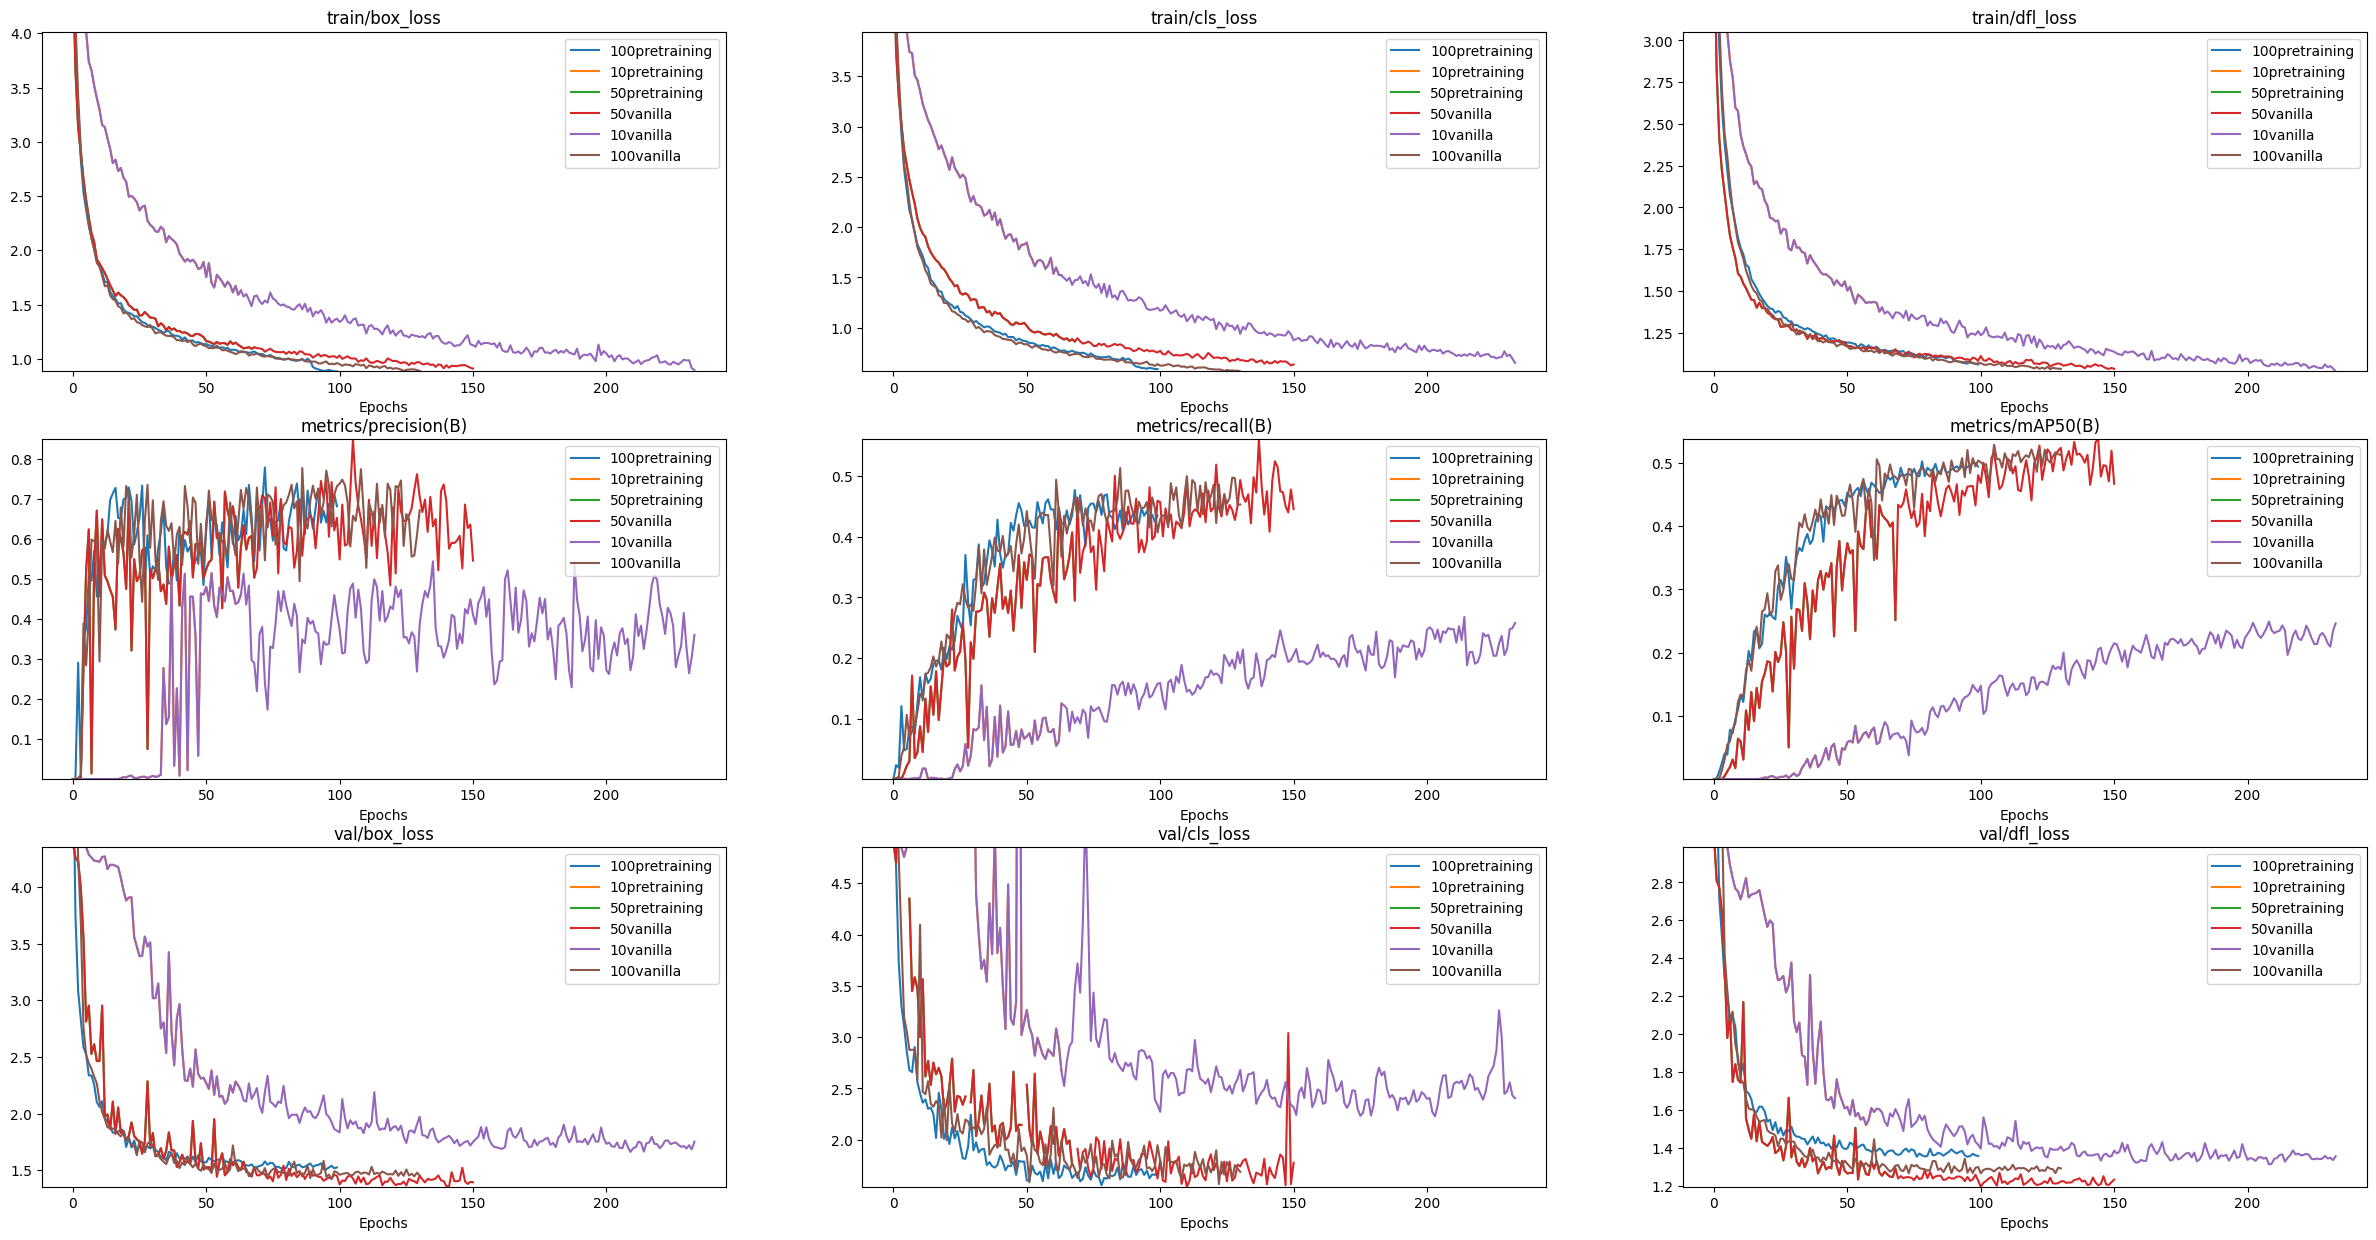 train/box_loss
4.0
3.5
3.0
2.5
2.0
1.5
1.0
0
50
100
150
200
Epochs
100pretraining
10pretraining
50pretraining
50vanilla
10vanilla
100vanilla
train/cls_loss
3.5
3.0
2.5
2.0
1.5
1.0
0
50
100
150
200
Epochs
100pretraining
10pretraining
50pretraining
50vanilla
10vanilla
100vanilla
train/dfl_loss
3.00
2.75
2.50
2.25
2.00
1.75
1.50
1.25
0
50
100
150
200
Epochs
100pretraining
10pretraining
50pretraining
50vanilla
10vanilla
100vanilla
metrics/precision(B)
0.8
0.7
0.6
0.5
0.4
0.3
0.2
0.1
0
50
100
150
200
Epochs
100pretraining
10pretraining
50pretraining
50vanilla
10vanilla
100vanilla
metrics/recall(B)
0.5
0.4
0.3
0.2
0.1
0
50
100
150
200
Epochs
100pretraining
10pretraining
50pretraining
50vanilla
10vanilla
100vanilla
metrics/mAP50(B)
0.5
0.4
0.3
0.2
0.1
0
50
100
150
200
Epochs
100pretraining
10pretraining
50pretraining
50vanilla
10vanilla
100vanilla
val/box_loss
4.0
3.5
3.0
2.5
2.0
1.5
0
50
100
150
200
Epochs
100pretraining
10pretraining
50pretraining
50vanilla
10vanilla
100vanilla
val/cls_loss
4.5
4.0
3.5
3.0
2.5
2.0
0
50
100
150
200
Epochs
100pretraining
10pretraining
50pretraining
50vanilla
10vanilla
100vanilla
val/dfl_loss
2.8
2.6
2.4
2.2
2.0
1.8
1.6
1.4
1.2
0
50
100
150
200
Epochs
100pretraining
10pretraining
50pretraining
50vanilla
10vanilla
100vanilla